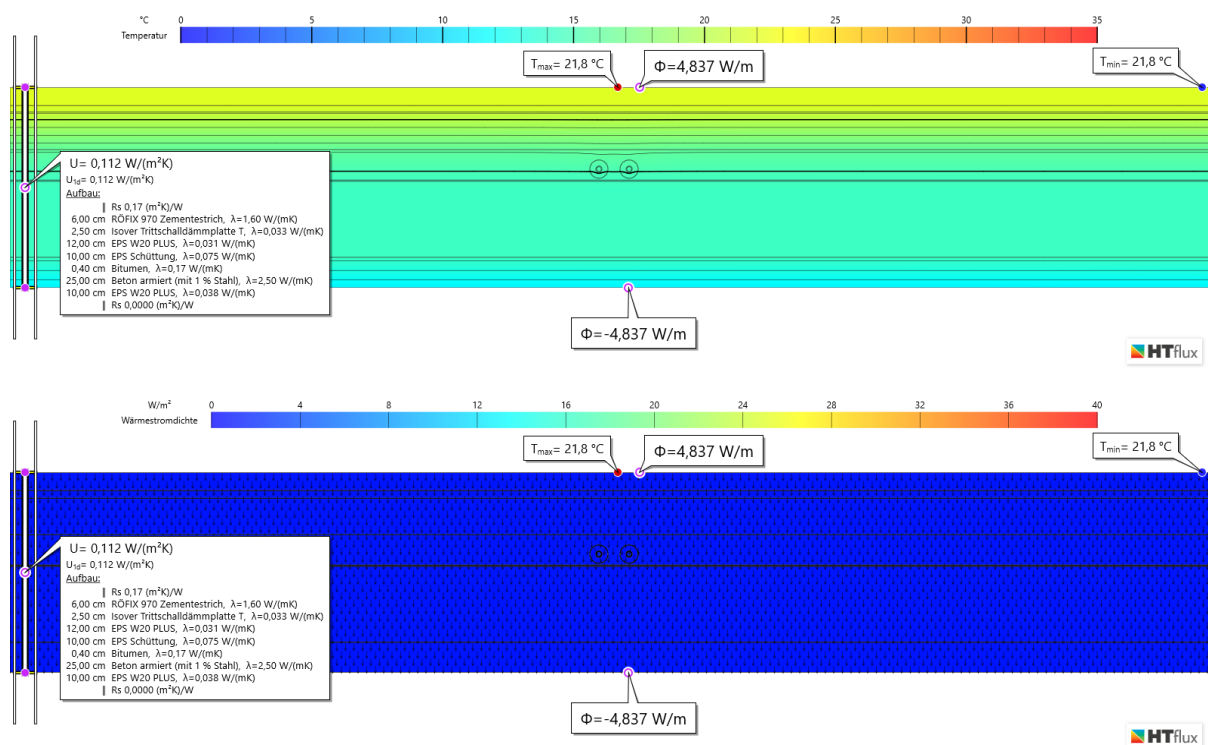 °C 0 5 10 15 20 25 30 35
Temperatur
Tmax= 21,8 °C
Φ=4,837 W/m
Tmin= 21,8 °C
U= 0,112 W/(m²K)
U1d= 0,112 W/(m²K)
Aufbau:
‖ Rs 0,17 (m²K)/W
6,00 cm RÖFIX 970 Zementestrich, λ=1,60 W/(mK)
2,50 cm Isover Trittschalldämmplatte T, λ=0,033 W/(mK)
12,00 cm EPS W20 PLUS, λ=0,031 W/(mK)
10,00 cm EPS Schüttung, λ=0,075 W/(mK)
0,40 cm Bitumen, λ=0,17 W/(mK)
25,00 cm Beton armiert (mit 1 % Stahl), λ=2,50 W/(mK)
10,00 cm EPS W20 PLUS, λ=0,038 W/(mK)
‖ Rs 0,0000 (m²K)/W
Φ=-4,837 W/m
HTflux
W/m² 0 4 8 12 16 20 24 28 32 36 40
Wärmestromdichte
Tmax= 21,8 °C
Φ=4,837 W/m
Tmin= 21,8 °C
U= 0,112 W/(m²K)
U1d= 0,112 W/(m²K)
Aufbau:
‖ Rs 0,17 (m²K)/W
6,00 cm RÖFIX 970 Zementestrich, λ=1,60 W/(mK)
2,50 cm Isover Trittschalldämmplatte T, λ=0,033 W/(mK)
12,00 cm EPS W20 PLUS, λ=0,031 W/(mK)
10,00 cm EPS Schüttung, λ=0,075 W/(mK)
0,40 cm Bitumen, λ=0,17 W/(mK)
25,00 cm Beton armiert (mit 1 % Stahl), λ=2,50 W/(mK)
10,00 cm EPS W20 PLUS, λ=0,038 W/(mK)
‖ Rs 0,0000 (m²K)/W
Φ=-4,837 W/m
HTflux